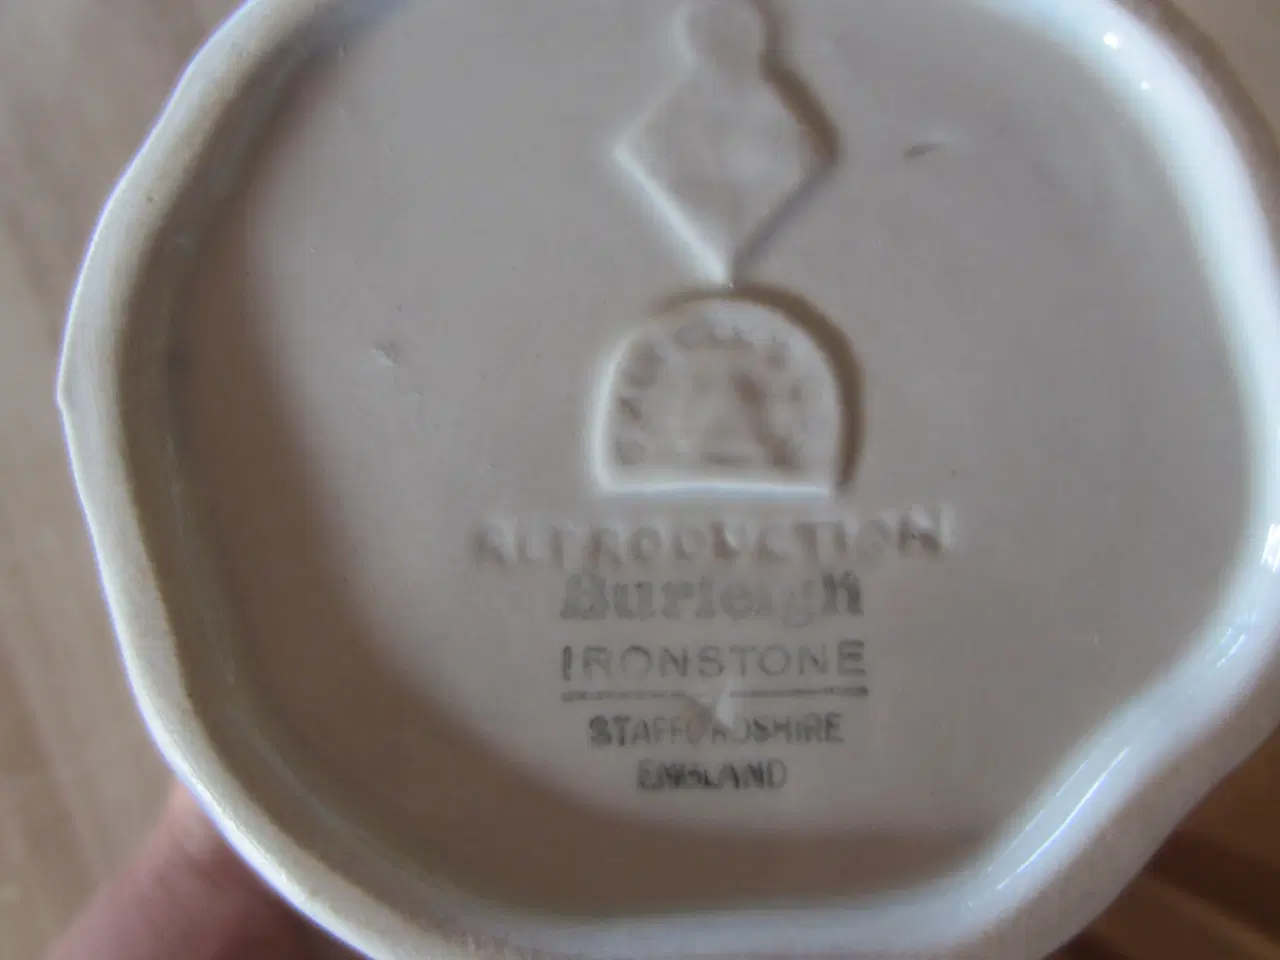 REPRODUCTION
Burleigh
IRONSTONE
STAFFORDSHIRE
ENGLAND